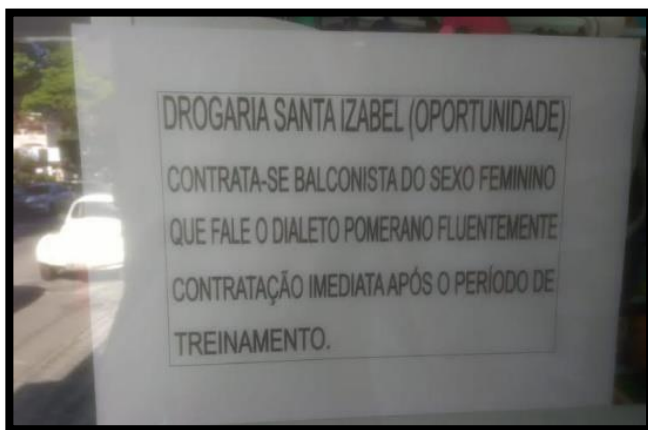 DROGARIA SANTA IZABEL (OPORTUNIDADE)
CONTRATA-SE BALCONISTA DO SEXO FEMININO
QUE FALE O DIALETO POMERANO FLUENTEMENTE
CONTRATAÇÃO IMEDIATA APÓS O PERÍODO DE
TREINAMENTO.